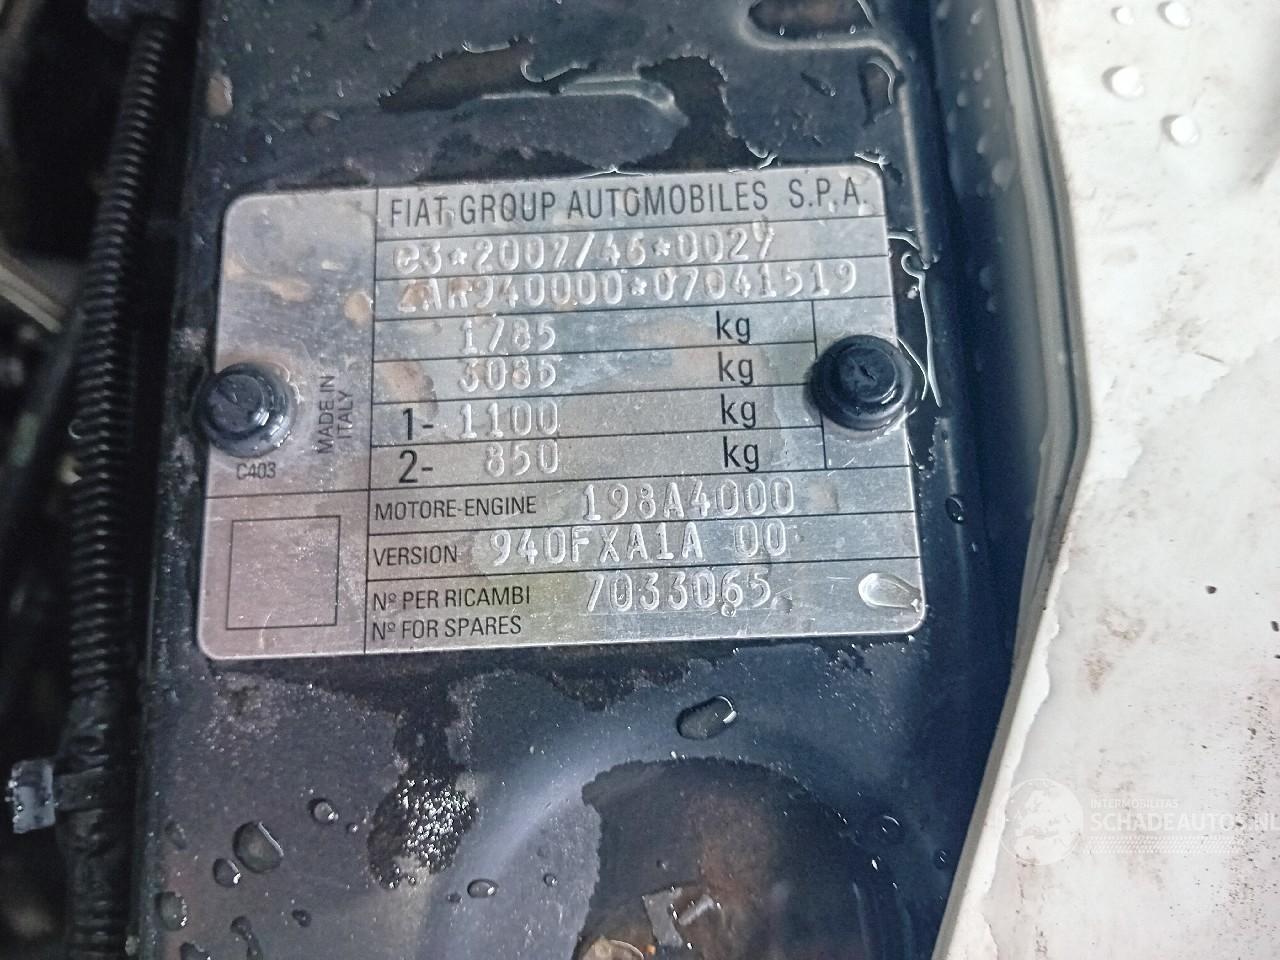 FIAT GROUP AUTOMOBILES S.P.A.
e3*2007/46*0027
ZAR940000*07041519
1785 kg
3085 kg
1- 1100 kg
2- 850 kg
MADE IN ITALY
C403
MOTORE-ENGINE 198A4000
VERSION 940FXA1A 00
Nº PER RICAMBI 7033065
Nº FOR SPARES
INTERMOBILITAS
SCHADEAUTOS.NL